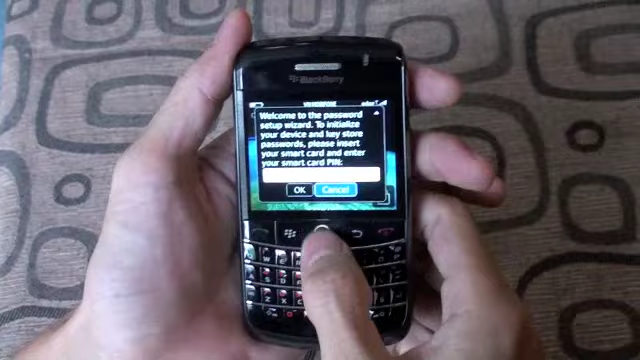 BlackBerry
VODAFONE
Welcome to the password
setup wizard. To initialize
your device and key store
passwords, please insert
your smart card and enter
your smart card PIN:
OK Cancel